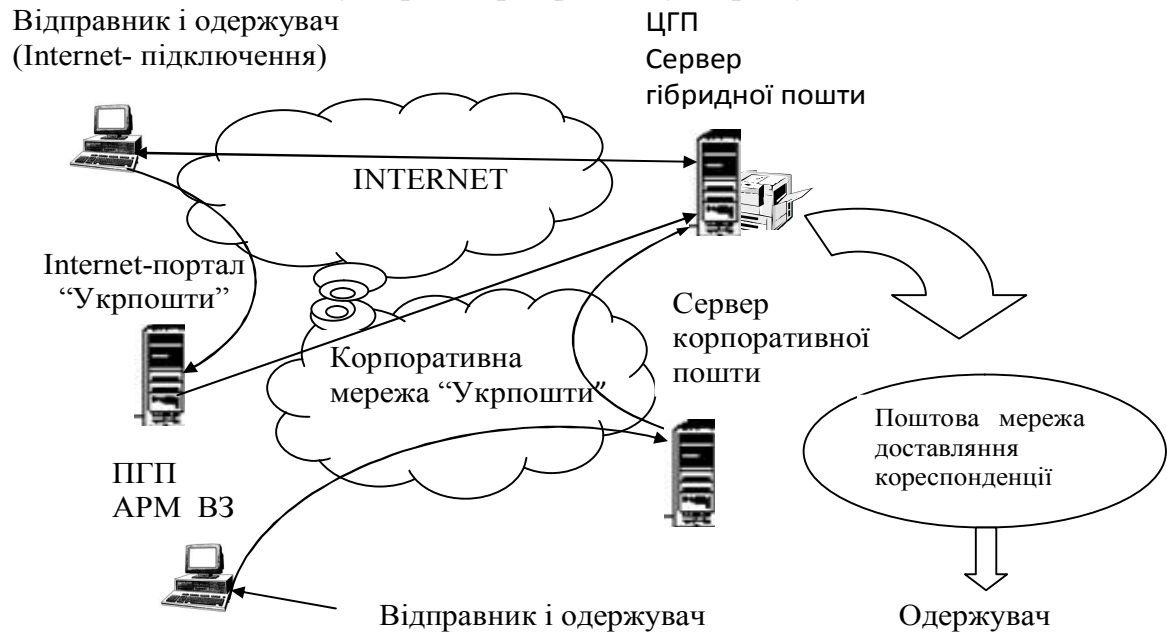 Відправник і одержувач
(Internet- підключення)
ЦГП
Сервер
гібридної пошти
INTERNET
Internet-портал
“Укрпошти”
Корпоративна
мережа “Укрпошти”
Сервер
корпоративної
пошти
Поштова мережа
доставляння
кореспонденції
ПГП
АРМ ВЗ
Відправник і одержувач
Одержувач